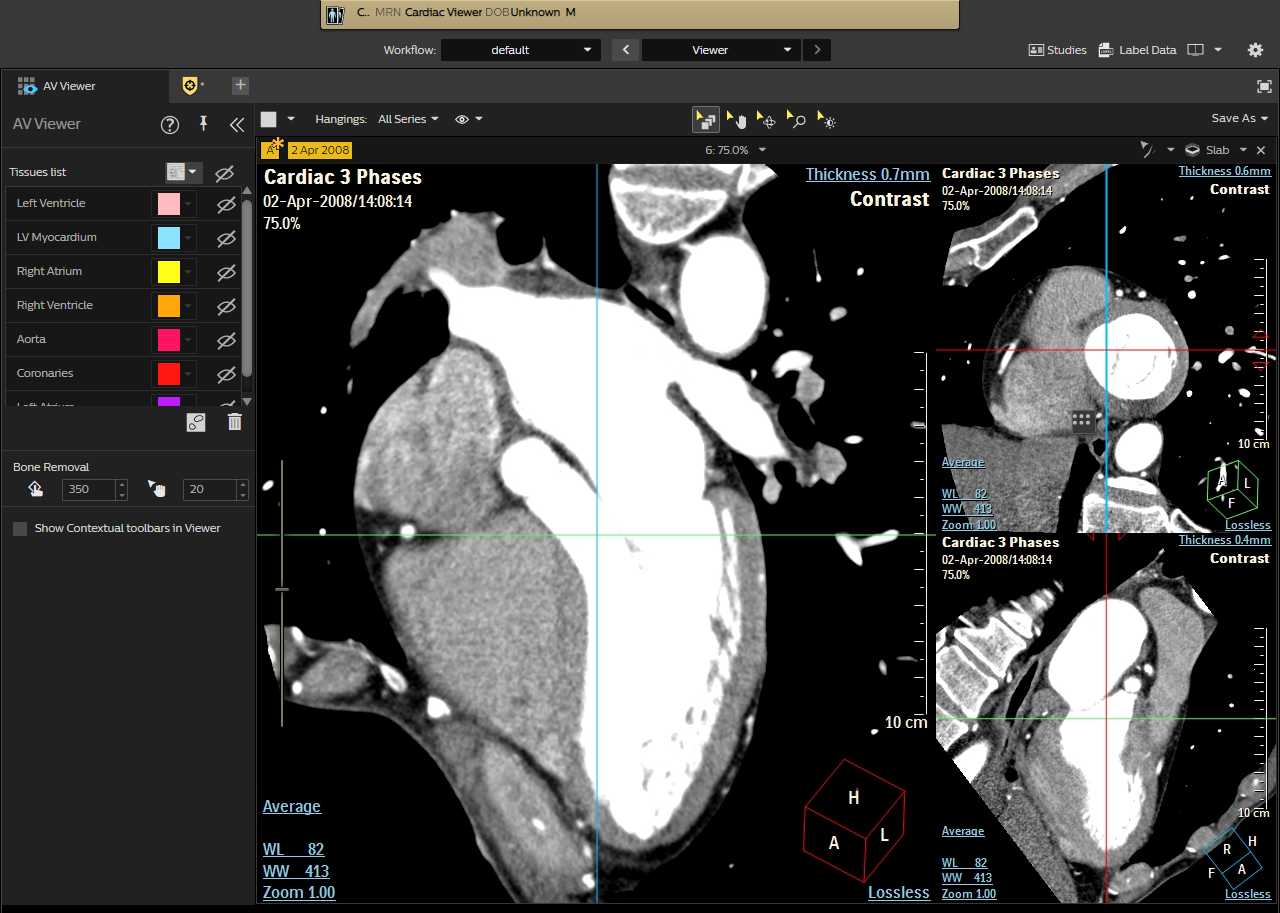 C.. MRN Cardiac Viewer DOB Unknown M
Workflow: default Viewer Studies Label Data
AV Viewer
AV Viewer
Hangings: All Series Save As
A 2 Apr 2008 6: 75.0% Slab
Tissues list
Left Ventricle
LV Myocardium
Right Atrium
Right Ventricle
Aorta
Coronaries
Left Atrium
Bone Removal
350 20
Show Contextual toolbars in Viewer
Cardiac 3 Phases
02-Apr-2008/14:08:14
75.0%
Thickness 0.7mm
Contrast
10 cm
Average
WL 82
WW 413
Zoom 1.00
H
A L
Lossless
Cardiac 3 Phases
02-Apr-2008/14:08:14
75.0%
Thickness 0.6mm
Contrast
10 cm
Average
WL 82
WW 413
Zoom 1.00
A L
F
Lossless
Cardiac 3 Phases
02-Apr-2008/14:08:14
75.0%
Thickness 0.4mm
Contrast
10 cm
Average
WL 82
WW 413
Zoom 1.00
R H
F A
Lossless